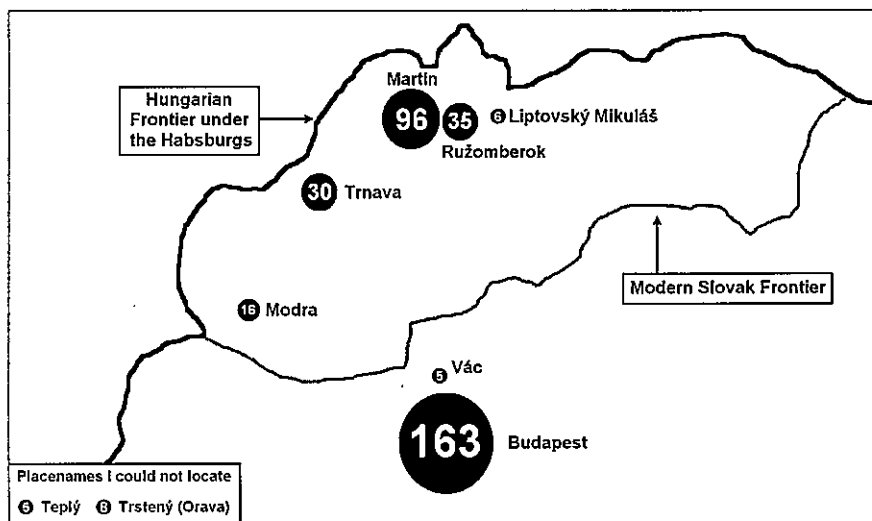 Martin
Hungarian
Frontier under
the Habsburgs
96
35
6 Liptovský Mikuláš
Ružomberok
30 Trnava
Modern Slovak Frontier
16 Modra
Vác
5
163
Budapest
Placenames I could not locate
5 Teplý 6 Trstený (Orava)